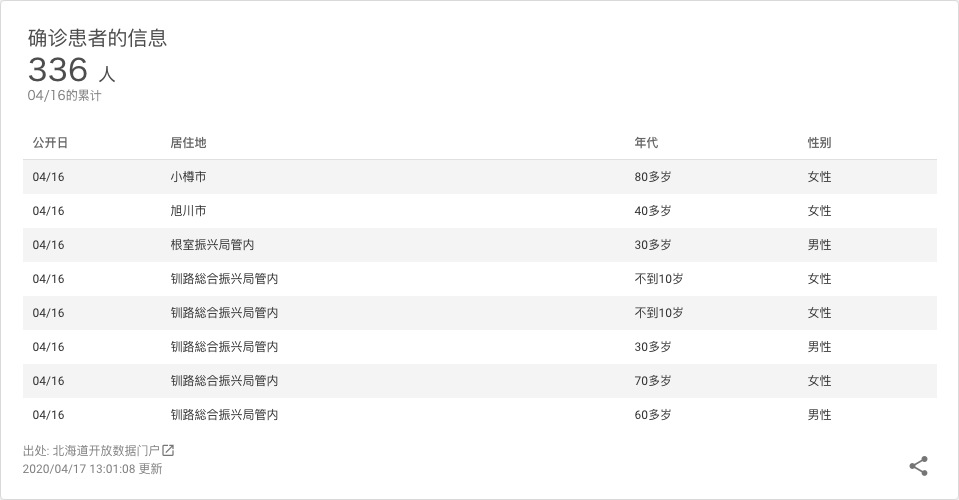 确诊患者的信息
336 人
04/16的累计
公开日 居住地 年代 性别
04/16 小樽市 80多岁 女性
04/16 旭川市 40多岁 女性
04/16 根室振兴局管内 30多岁 男性
04/16 钏路総合振兴局管内 不到10岁 女性
04/16 钏路総合振兴局管内 不到10岁 女性
04/16 钏路総合振兴局管内 30多岁 男性
04/16 钏路総合振兴局管内 70多岁 女性
04/16 钏路総合振兴局管内 60多岁 男性
出处: 北海道开放数据门户
2020/04/17 13:01:08 更新